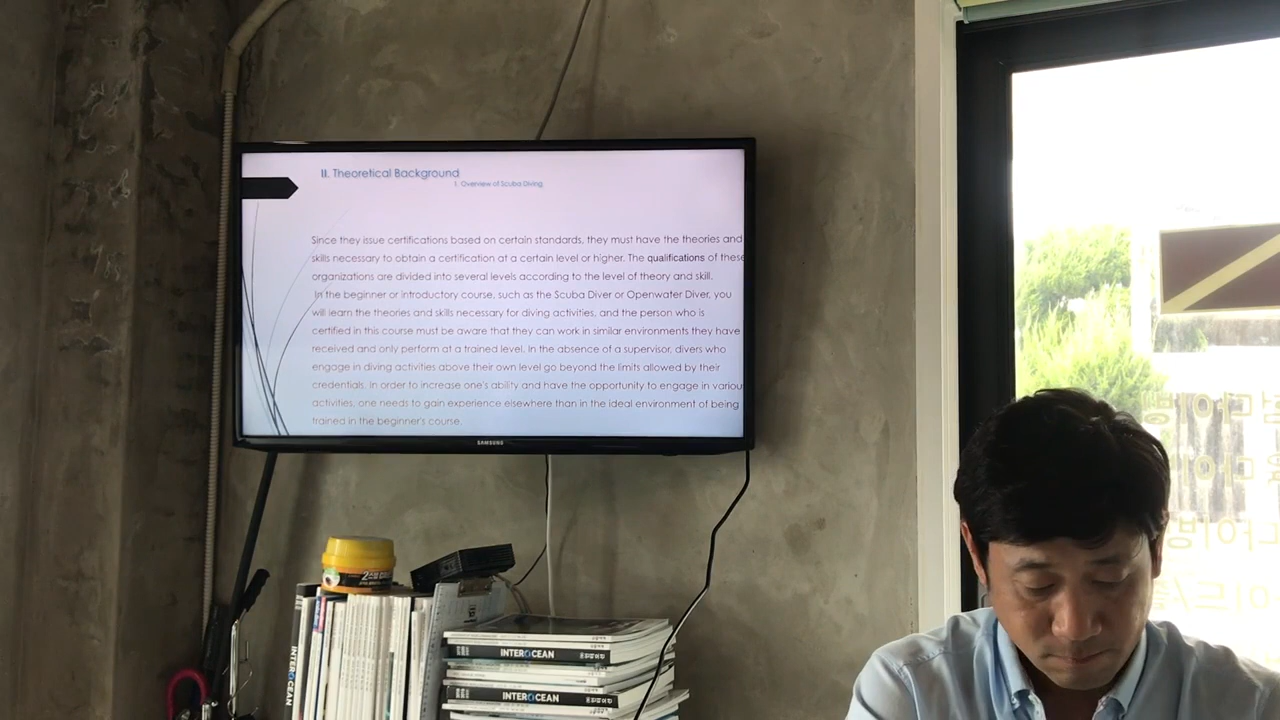 II. Theoretical Background
1. Overview of Scuba Diving
Since they issue certifications based on certain standards, they must have the theories and
skills necessary to obtain a certification at a certain level or higher. The qualifications of these
organizations are divided into several levels according to the level of theory and skill.
In the beginner or introductory course, such as the Scuba Diver or Openwater Diver, you
will learn the theories and skills necessary for diving activities, and the person who is
certified in this course must be aware that they can work in similar environments they have
received and only perform at a trained level. In the absence of a supervisor, divers who
engage in diving activities above their own level go beyond the limits allowed by their
credentials. In order to increase one's ability and have the opportunity to engage in variou
activities, one needs to gain experience elsewhere than in the ideal environment of being
trained in the beginner's course.
SAMSUNG
INTEROCEAN
INTEROCEAN
INTEROCEAN